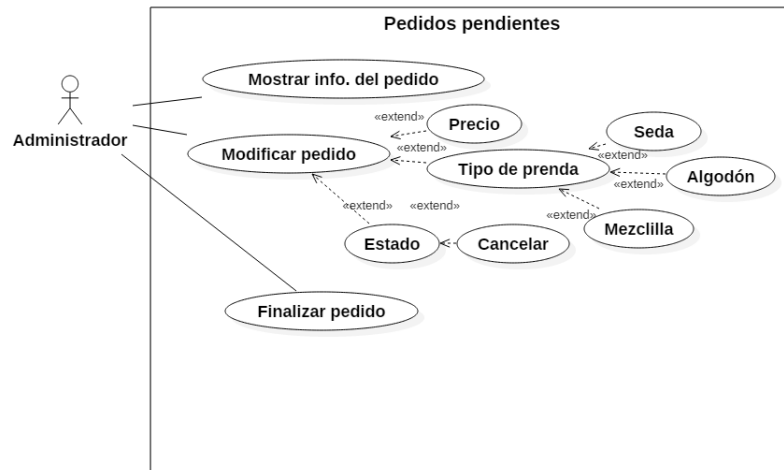 Pedidos pendientes
Mostrar info. del pedido
Administrador
«extend»
Precio
Seda
Modificar pedido
«extend»
Tipo de prenda
«extend»
Algodón
«extend»
«extend»
«extend»
«extend»
Mezclilla
Estado
Cancelar
Finalizar pedido